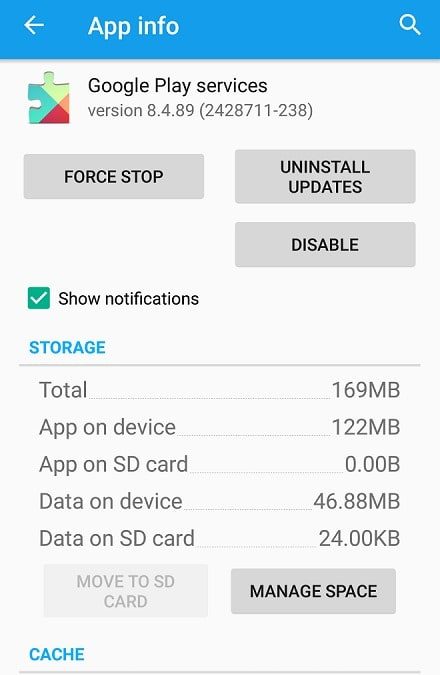 App info
Google Play services
version 8.4.89 (2428711-238)
FORCE STOP
UNINSTALL
UPDATES
DISABLE
Show notifications
STORAGE
Total 169MB
App on device 122MB
App on SD card 0.00B
Data on device 46.88MB
Data on SD card 24.00KB
MOVE TO SD
CARD
MANAGE SPACE
CACHE